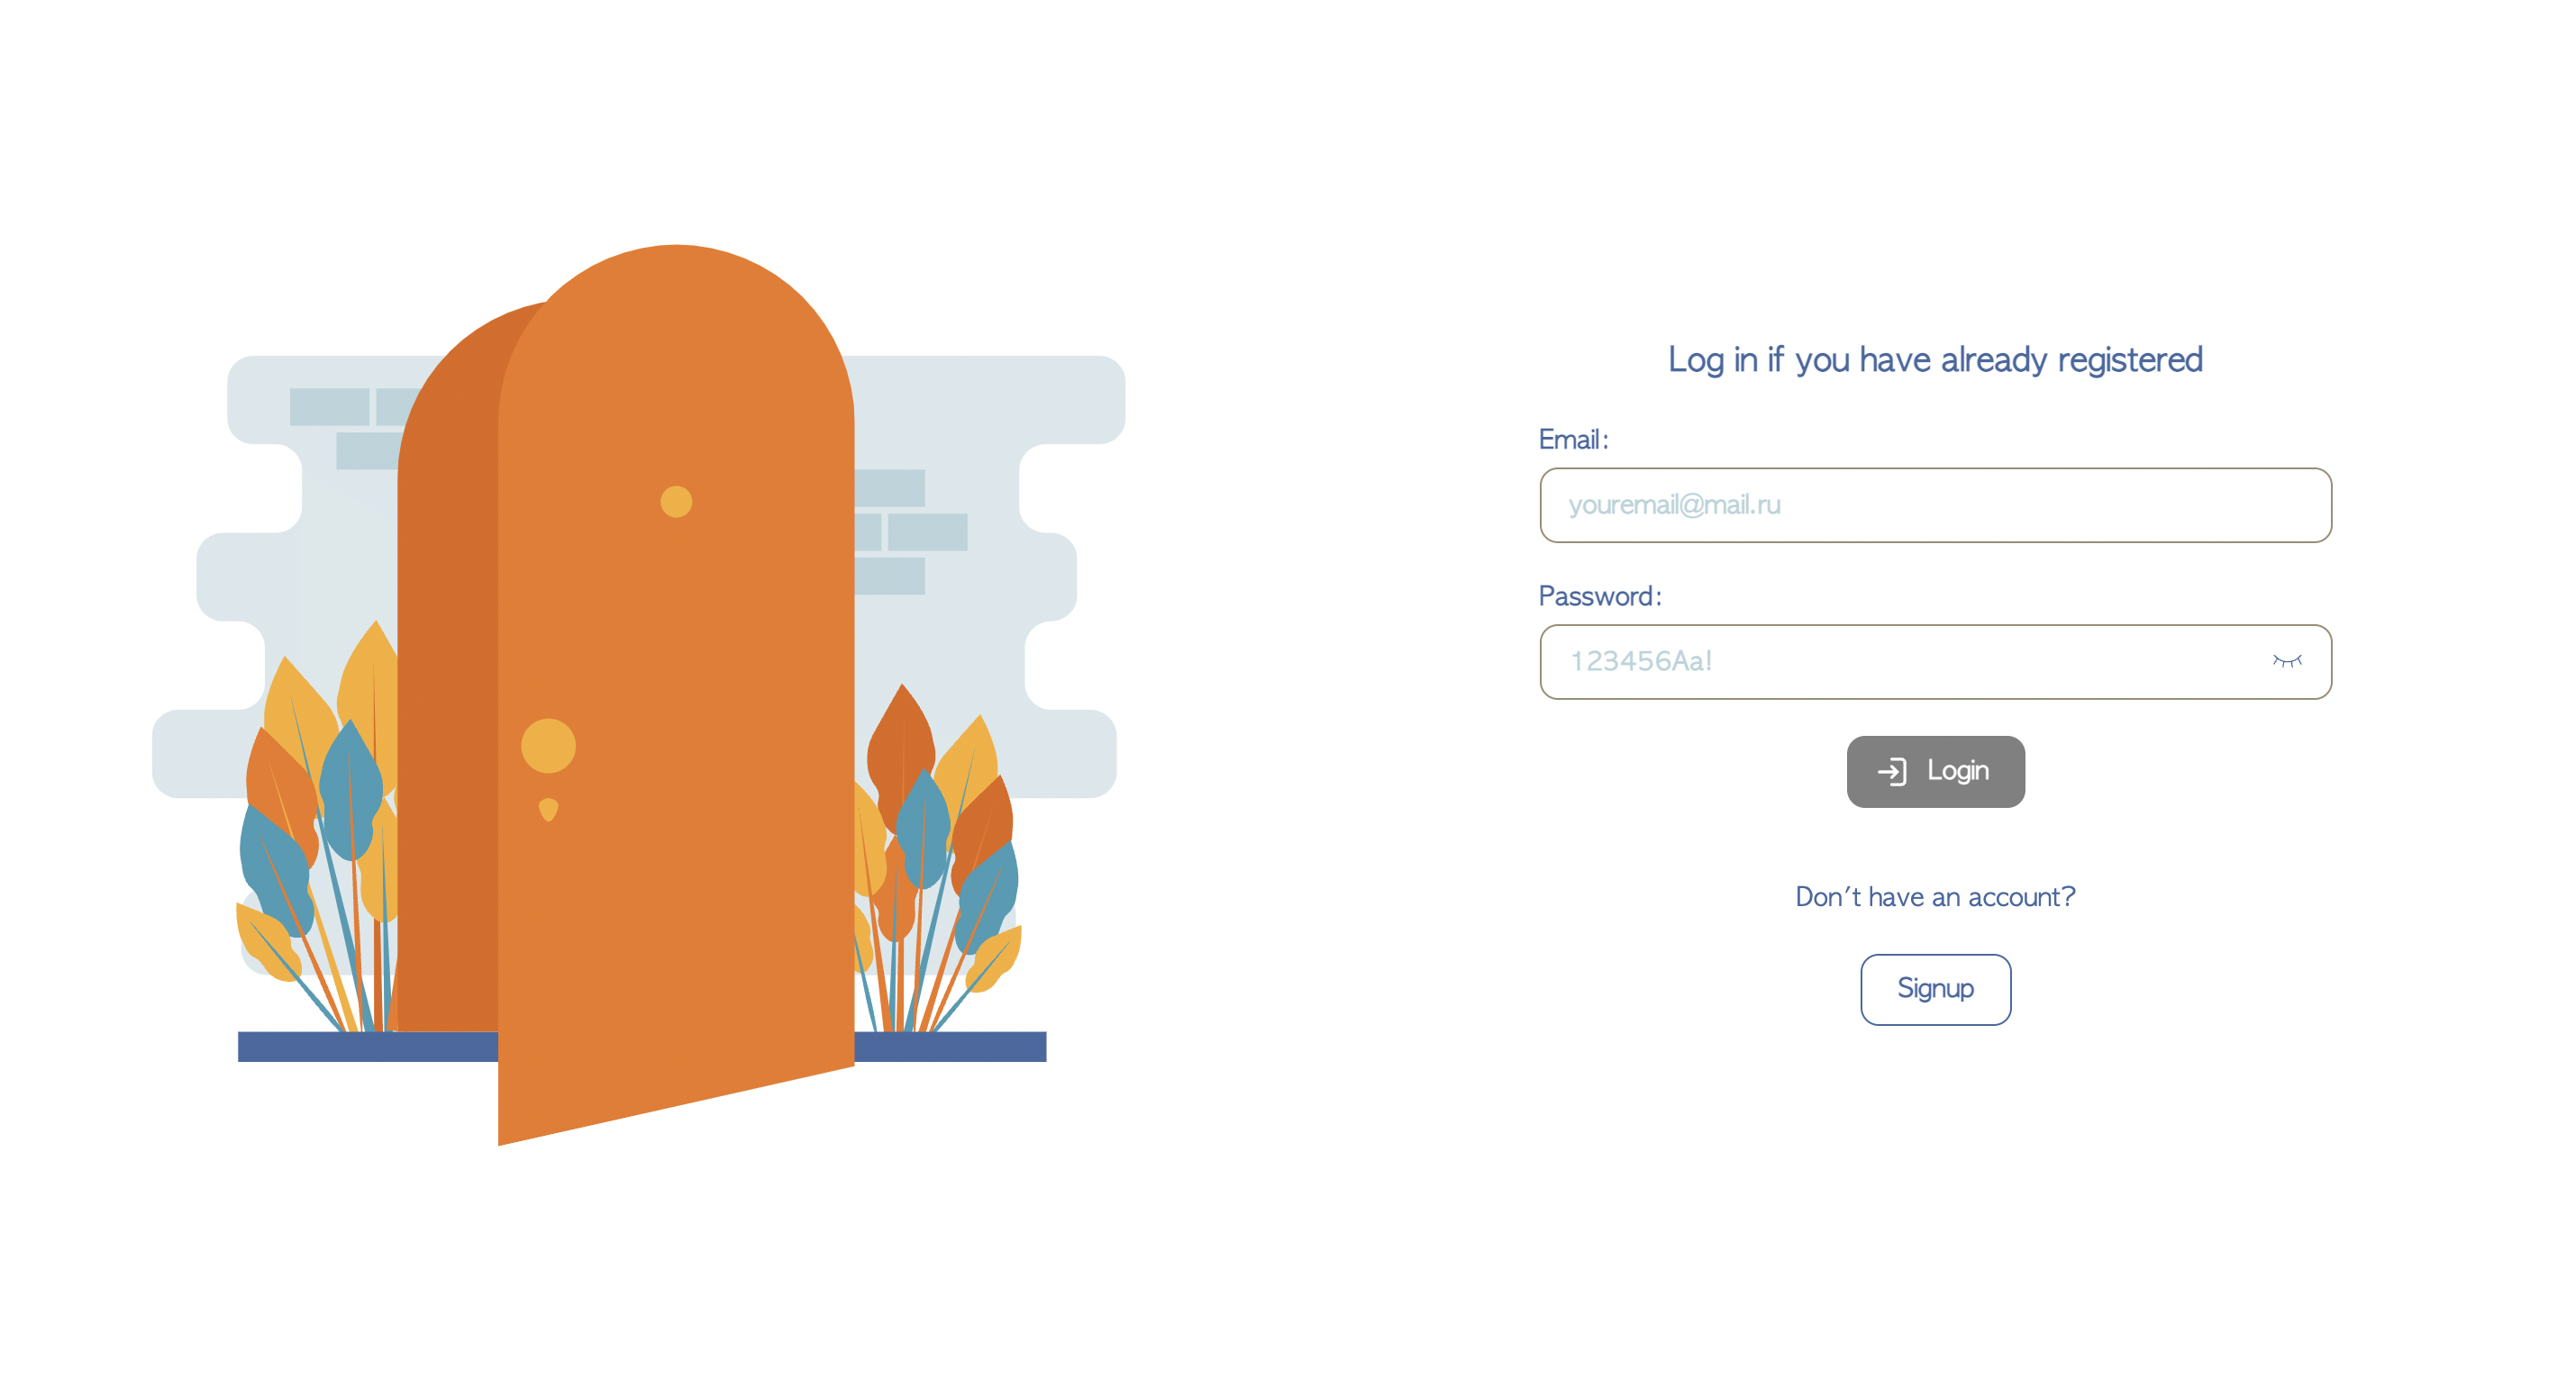 Log in if you have already registered
Email:
youremail@mail.ru
Password:
123456Aa!
Login
Don't have an account?
Signup